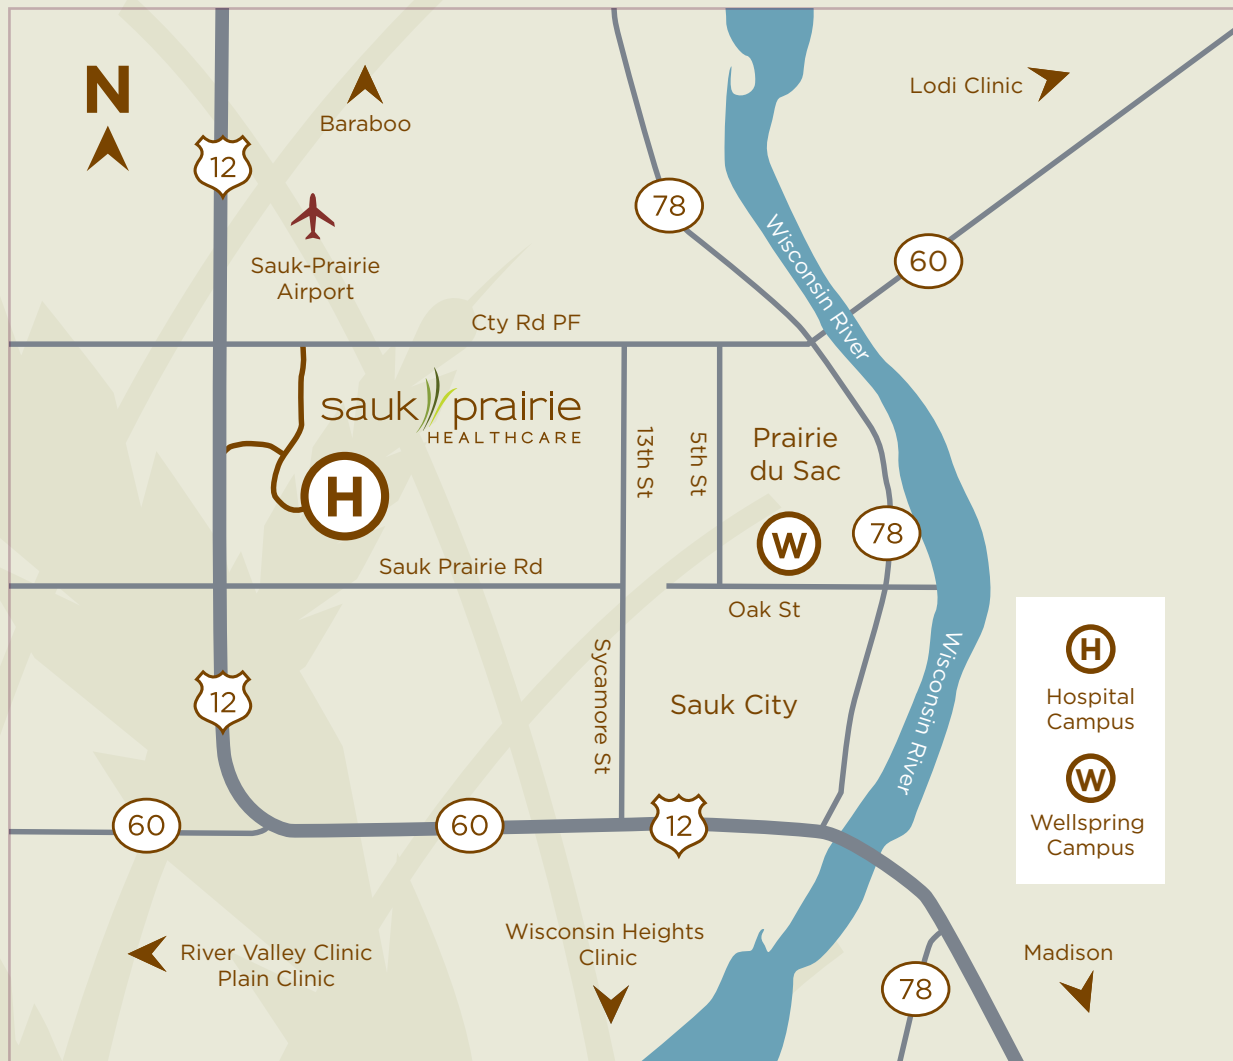 N
Baraboo
Lodi Clinic
12
78
Sauk-Prairie
Airport
Wisconsin River
60
Cty Rd PF
sauk prairie
HEALTHCARE
H
13th St
5th St
Prairie
du Sac
W
78
Sauk Prairie Rd
Oak St
Sycamore St
Sauk City
Wisconsin River
12
60
60
12
H
Hospital
Campus
W
Wellspring
Campus
River Valley Clinic
Plain Clinic
Wisconsin Heights
Clinic
78
Madison